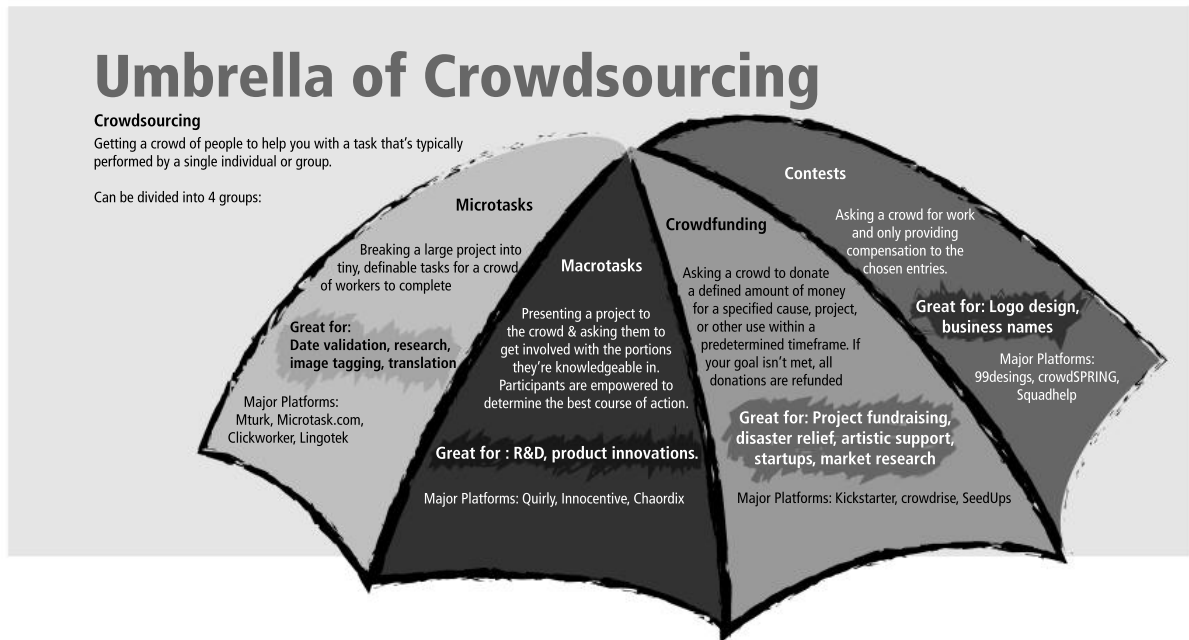 Umbrella of Crowdsourcing
Crowdsourcing
Getting a crowd of people to help you with a task that's typically
performed by a single individual or group.
Can be divided into 4 groups:
Microtasks
Breaking a large project into
tiny, definable tasks for a crowd
of workers to complete
Great for:
Date validation, research,
image tagging, translation
Major Platforms:
Mturk, Microtask.com,
Clickworker, Lingotek
Macrotasks
Presenting a project to
the crowd & asking them to
get involved with the portions
they're knowledgeable in.
Participants are empowered to
determine the best course of action.
Great for : R&D, product innovations.
Major Platforms: Quirly, Innocentive, Chaordix
Crowdfunding
Asking a crowd to donate
a defined amount of money
for a specified cause, project,
or other use within a
predetermined timeframe. If
your goal isn't met, all
donations are refunded
Great for: Project fundraising,
disaster relief, artistic support,
startups, market research
Major Platforms: Kickstarter, crowdrise, SeedUps
Contests
Asking a crowd for work
and only providing
compensation to the
chosen entries.
Great for: Logo design,
business names
Major Platforms:
99desings, crowdSPRING,
Squadhelp